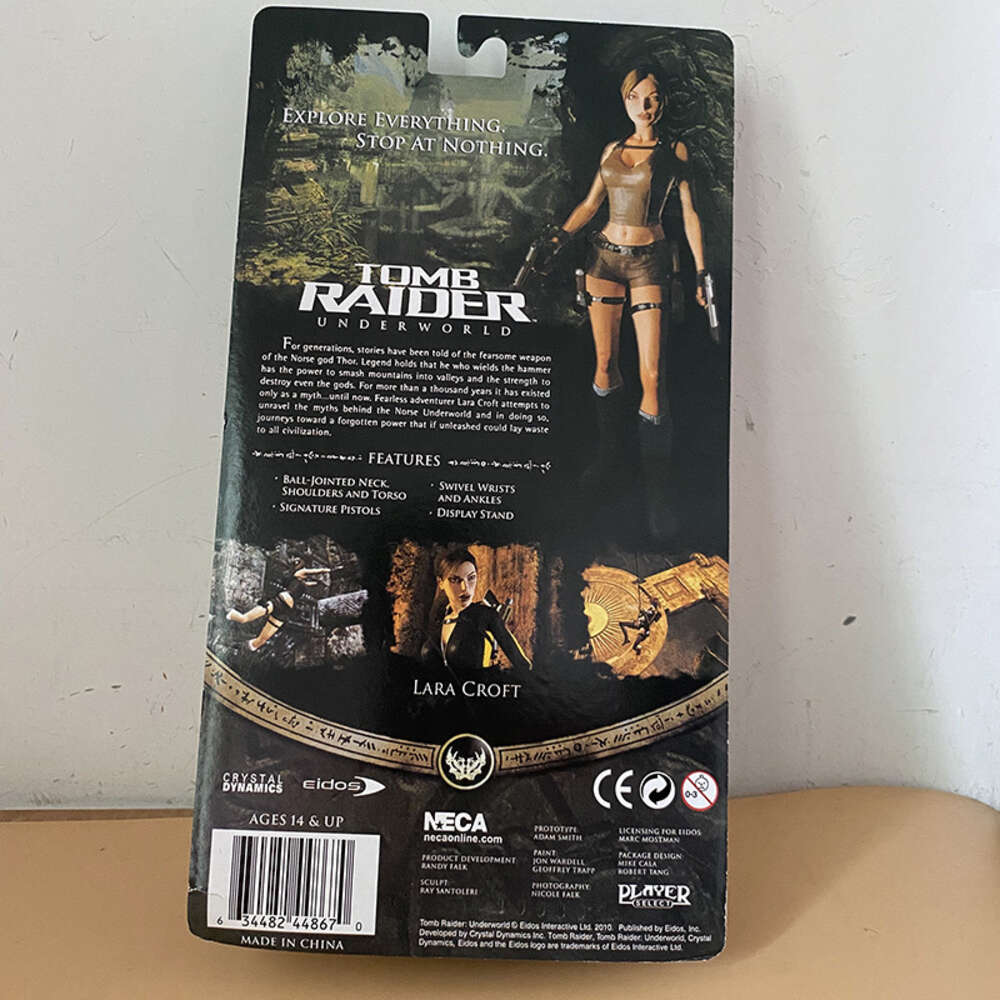 EXPLORE EVERYTHING.
STOP AT NOTHING.
TOMB
RAIDER™
UNDERWORLD
For generations, stories have been told of the fearsome weapon
of the Norse god Thor. Legend holds that he who wields the hammer
has the power to smash mountains into valleys and the strength to
destroy even the gods. For more than a thousand years it has existed
only as a myth...until now. Fearless adventurer Lara Croft attempts to
unravel the myths behind the Norse Underworld and in doing so,
journeys toward a forgotten power that if unleashed could lay waste
to all civilization.
FEATURES
· BALL-JOINTED NECK,
SHOULDERS AND TORSO
· SIGNATURE PISTOLS
· SWIVEL WRISTS
AND ANKLES
· DISPLAY STAND
LARA CROFT
CRYSTAL
DYNAMICS
eidos
CE
0-3
AGES 14 & UP
6 34482 44867 0
MADE IN CHINA
NECA
necaonline.com
PRODUCT DEVELOPMENT:
RANDY FALK
SCULPT:
RAY SANTOLERI
PROTOTYPE:
ADAM SMITH
PAINT:
JON WARDELL
GEOFFREY TRAPP
PHOTOGRAPHY:
NICOLE FALK
LICENSING FOR EIDOS:
MARC MOSTMAN
PACKAGE DESIGN:
MIKE CALA
ROBERT TANG
PLAYER
SELECT
Tomb Raider: Underworld © Eidos Interactive Ltd. 2010. Published by Eidos, Inc.
Developed by Crystal Dynamics Inc. Tomb Raider, Tomb Raider: Underworld, Crystal
Dynamics, Eidos and the Eidos logo are trademarks of Eidos Interactive Ltd.